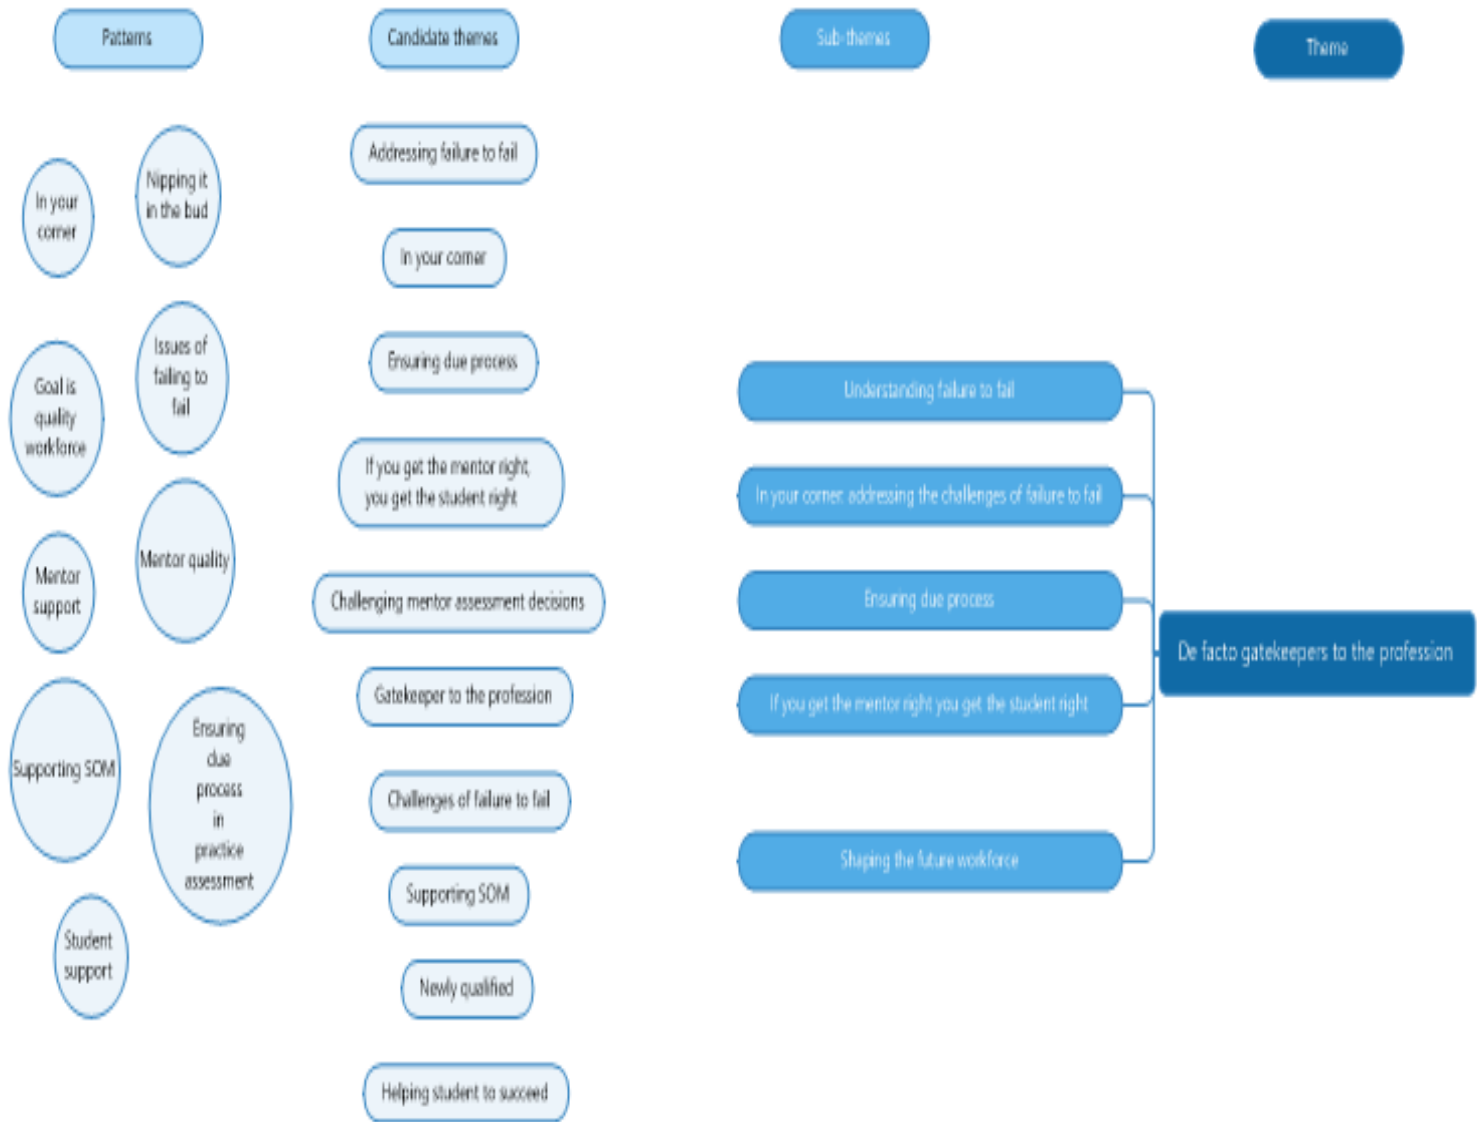 Patterns
Candidate themes
Sub-themes
Theme
In your
corner
Nipping it
in the bud
Goal is
quality
workforce
Issues of
failing to
fail
Mentor
support
Mentor quality
Supporting SOM
Ensuring
due
process
in
practice
assessment
Student
support
Addressing failure to fail
In your corner
Ensuring due process
If you get the mentor right,
you get the student right
Challenging mentor assessment decisions
Gatekeeper to the profession
Challenges of failure to fail
Supporting SOM
Newly qualified
Helping student to succeed
Understanding failure to fail
In your corner: addressing the challenges of failure to fail
Ensuring due process
If you get the mentor right you get the student right
Shaping the future workforce
De facto gatekeepers to the profession